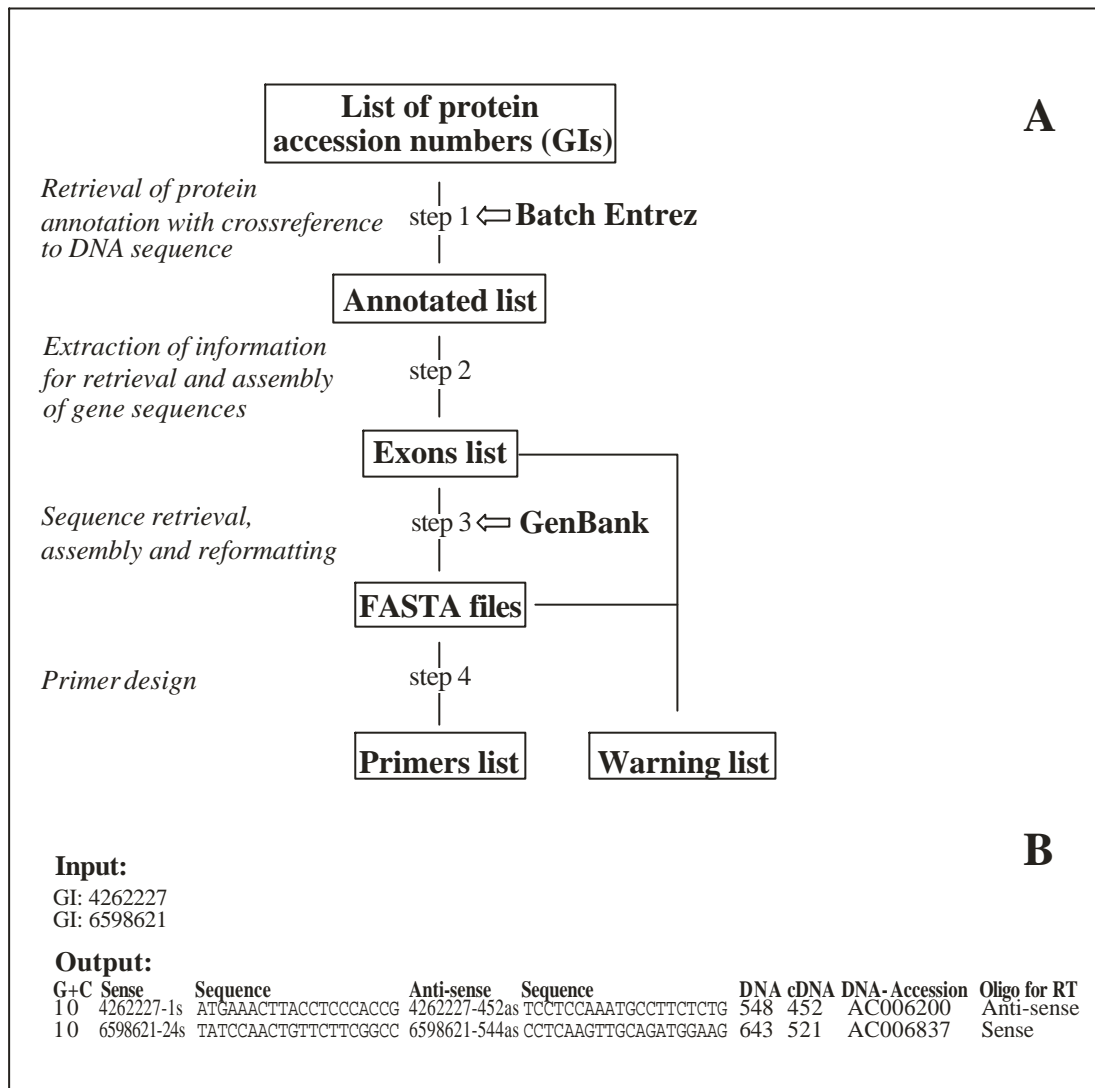 A
List of protein
accession numbers (GIs)
Retrieval of protein
annotation with crossreference
to DNA sequence
step 1 Batch Entrez
Annotated list
Extraction of information
for retrieval and assembly
of gene sequences
step 2
Exons list
Sequence retrieval,
assembly and reformatting
step 3 GenBank
FASTA files
Primer design
step 4
Primers list Warning list
B
Input:
GI: 4262227
GI: 6598621
Output:
G+C Sense Sequence Anti-sense Sequence DNA cDNA DNA- Accession Oligo for RT
10 4262227-1s ATGAAACTTACCTCCCACCG 4262227-452as TCCTCCAAATGCCTTCTCTG 548 452 AC006200 Anti-sense
10 6598621-24s TATCCAACTGTTCTTCGGCC 6598621-544as CCTCAAGTTGCAGATGGAAG 643 521 AC006837 Sense